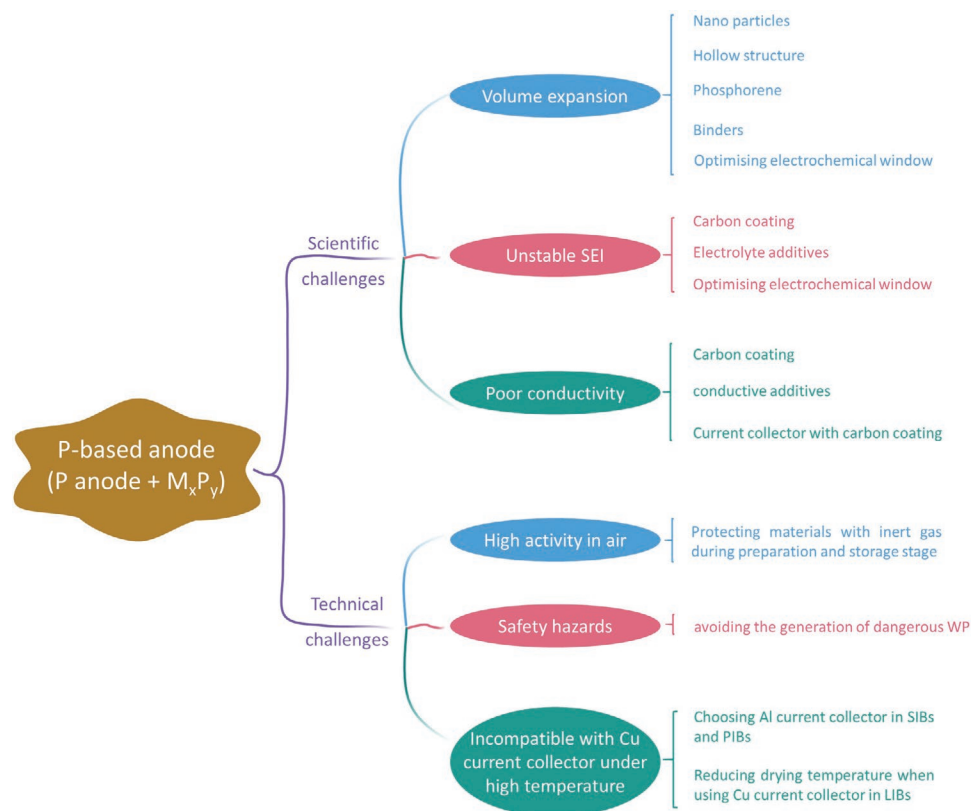 P-based anode
(P anode + MₓPᵧ)
Scientific
challenges
Volume expansion
Nano particles
Hollow structure
Phosphorene
Binders
Optimising electrochemical window
Unstable SEI
Carbon coating
Electrolyte additives
Optimising electrochemical window
Poor conductivity
Carbon coating
conductive additives
Current collector with carbon coating
Technical
challenges
High activity in air
Protecting materials with inert gas
during preparation and storage stage
Safety hazards
avoiding the generation of dangerous WP
Incompatible with Cu
current collector under
high temperature
Choosing Al current collector in SIBs
and PIBs
Reducing drying temperature when
using Cu current collector in LIBs